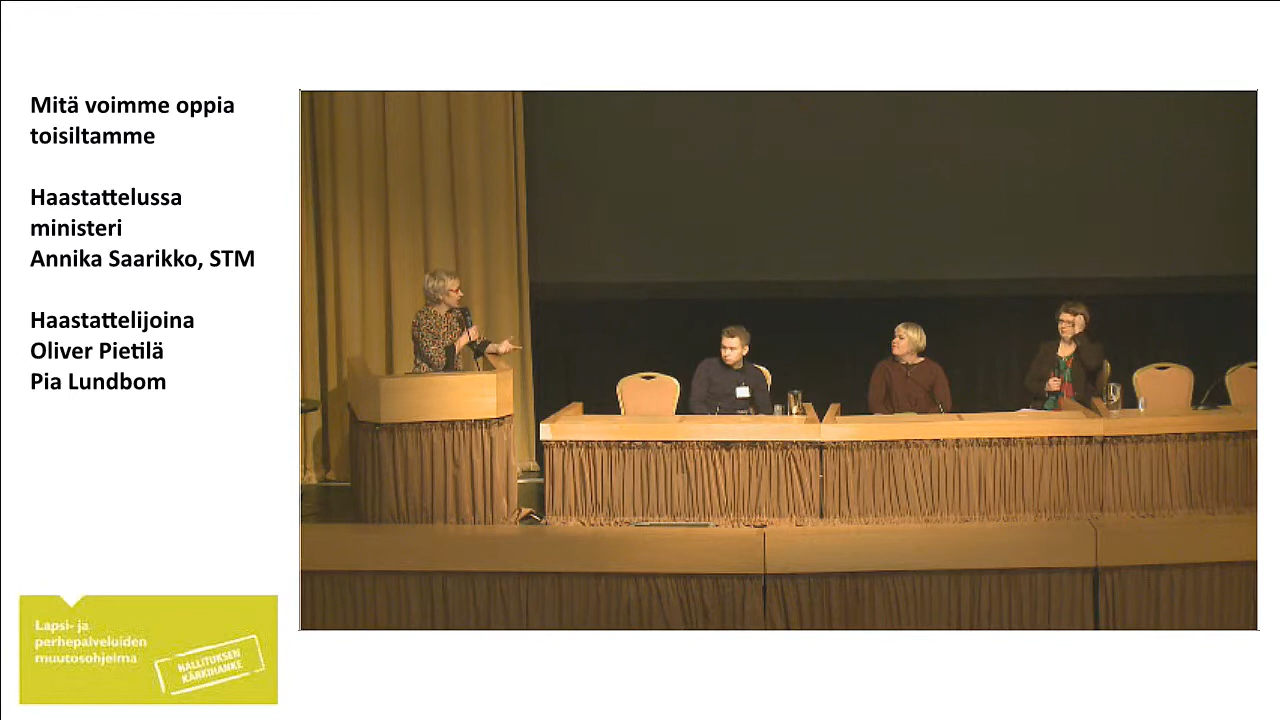 Mitä voimme oppia
toisiltamme
Haastattelussa
ministeri
Annika Saarikko, STM
Haastattelijoina
Oliver Pietilä
Pia Lundbom
Lapsi- ja
perhepalveluiden
muutosohjelma
HALLITUKSEN
KÄRKIHANKE